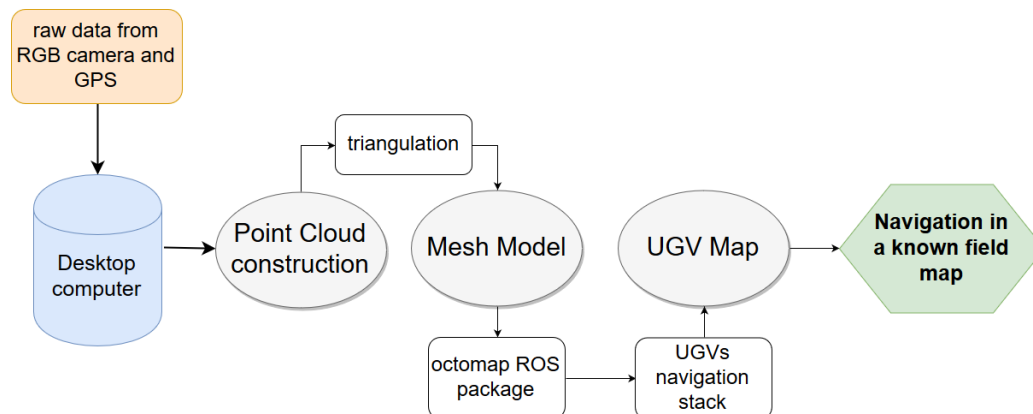 raw data from
RGB camera and
GPS
triangulation
Desktop
computer
Point Cloud
construction
Mesh Model
UGV Map
Navigation in
a known field
map
octomap ROS
package
UGVs
navigation
stack